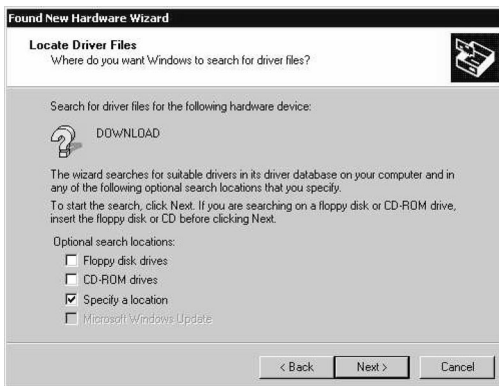 Found New Hardware Wizard
Locate Driver Files
Where do you want Windows to search for driver files?
Search for driver files for the following hardware device:
DOWNLOAD
The wizard searches for suitable drivers in its driver database on your computer and in
any of the following optional search locations that you specify.
To start the search, click Next. If you are searching on a floppy disk or CD-ROM drive,
insert the floppy disk or CD before clicking Next.
Optional search locations:
Floppy disk drives
CD-ROM drives
Specify a location
Microsoft Windows Update
< Back Next > Cancel